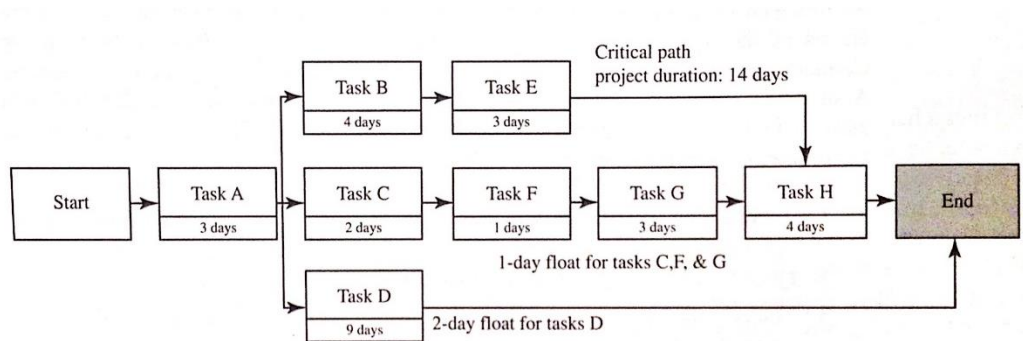 Critical path
project duration: 14 days
Task B
4 days
Task E
3 days
Start
Task A
3 days
Task C
2 days
Task F
1 days
Task G
3 days
Task H
4 days
End
1-day float for tasks C,F, & G
Task D
9 days
2-day float for tasks D